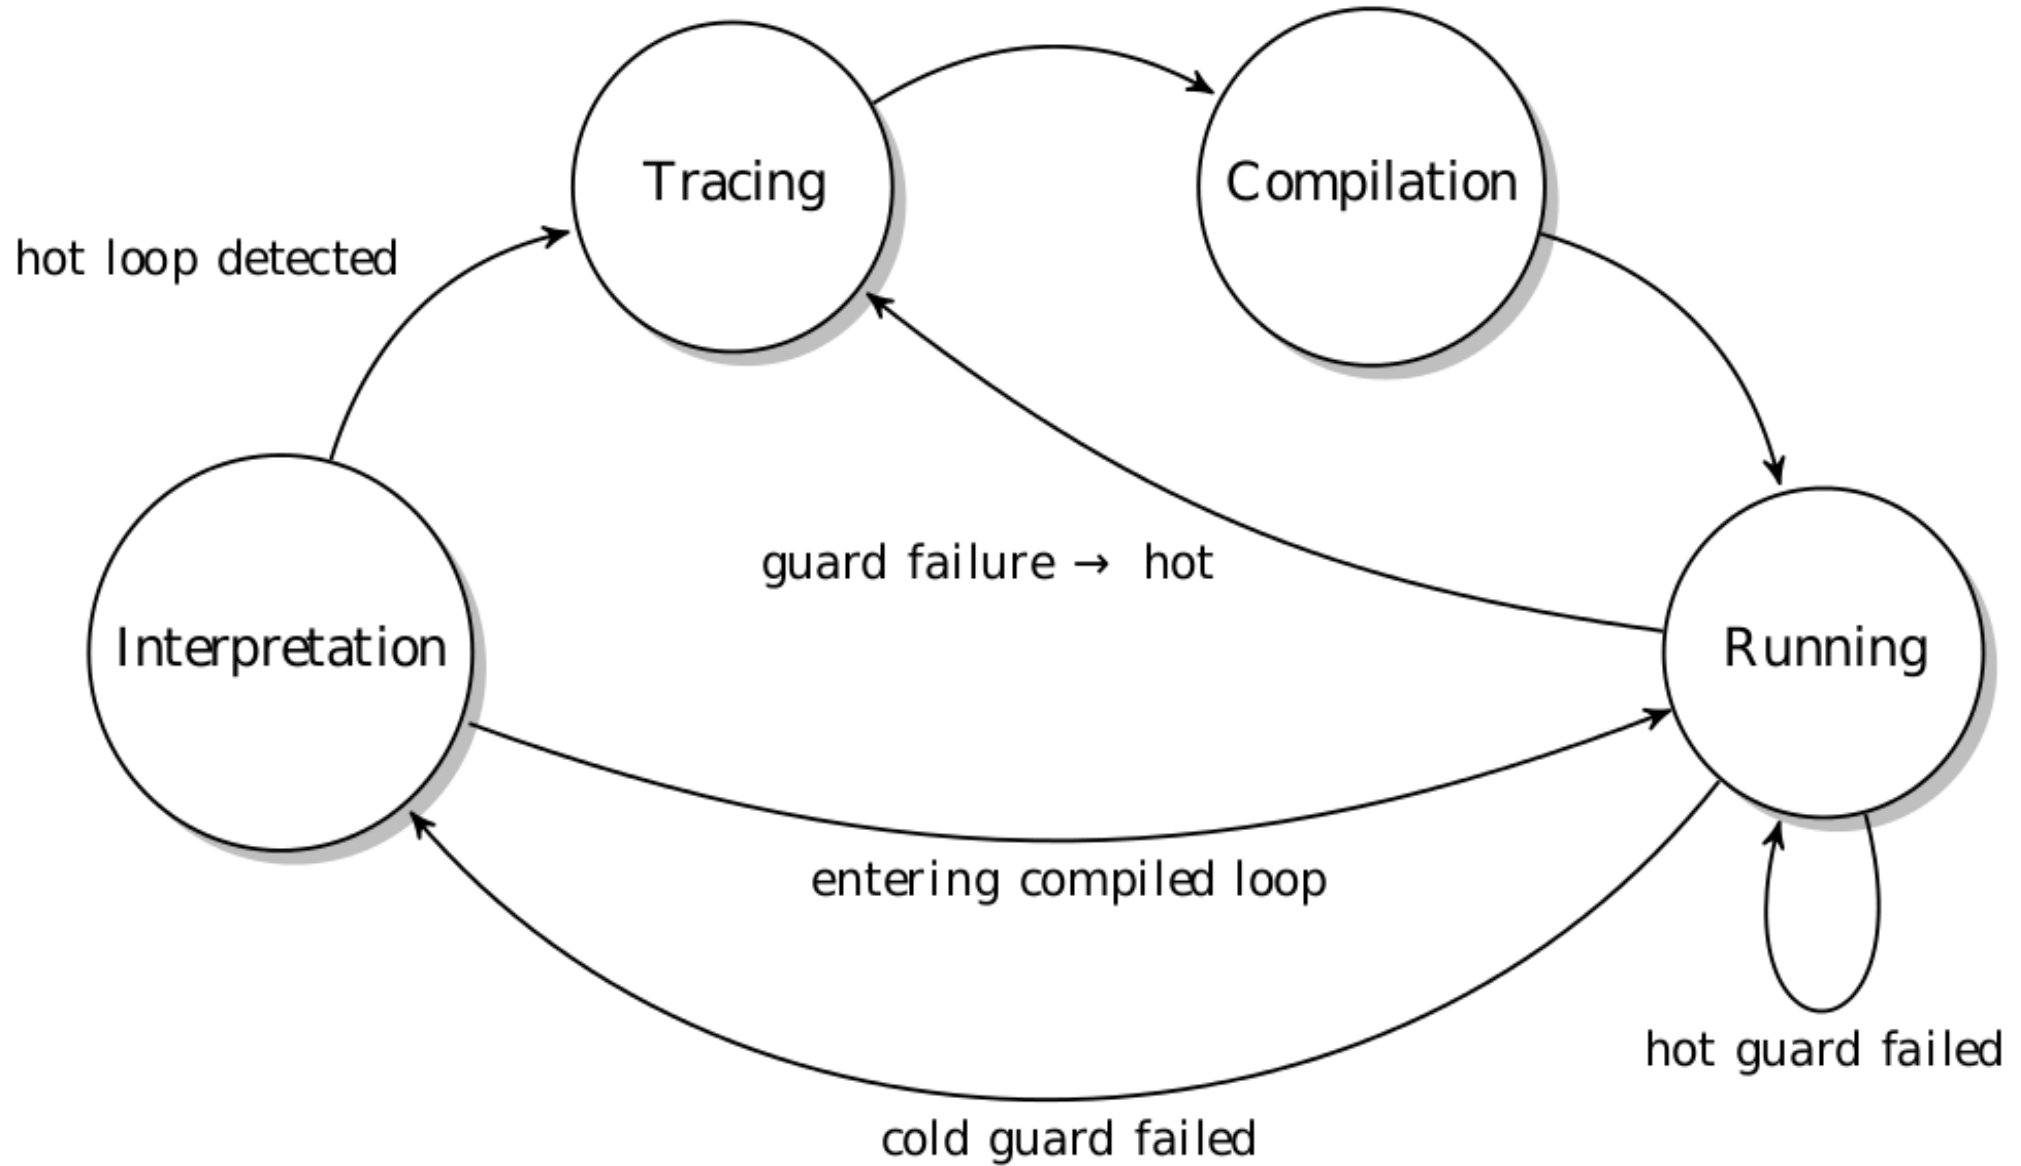 Tracing
Compilation
hot loop detected
guard failure → hot
Interpretation
Running
entering compiled loop
hot guard failed
cold guard failed